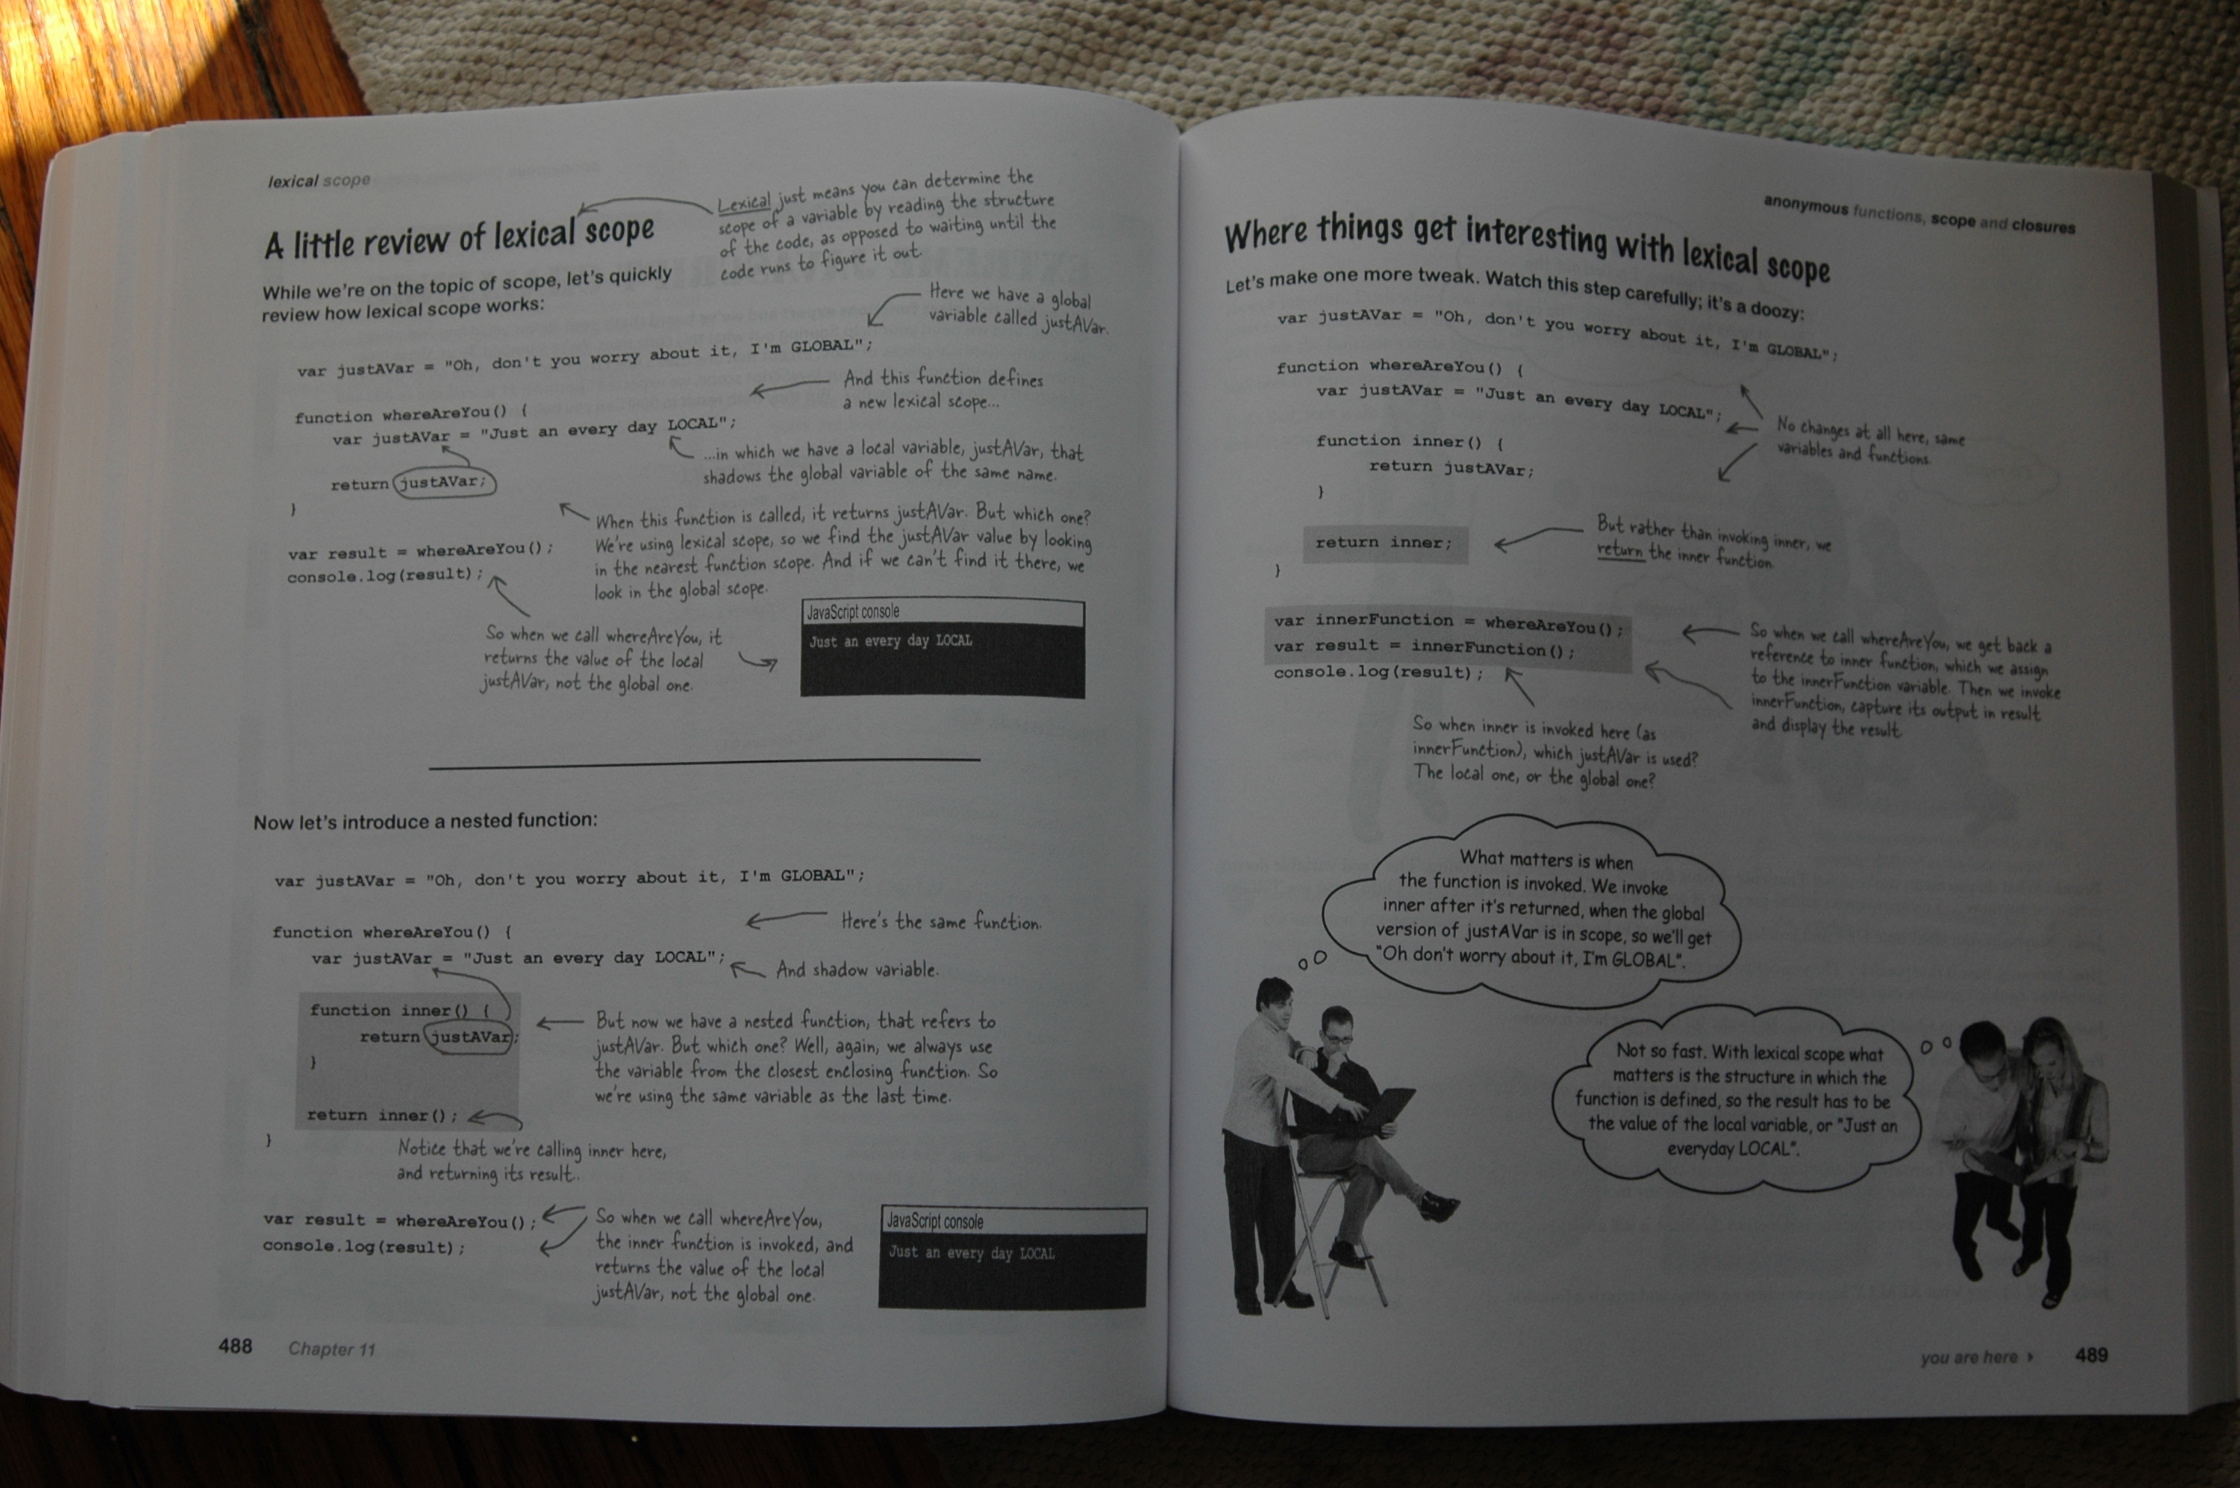 lexical scope
A little review of lexical scope
Lexical just means you can determine the
scope of a variable by reading the structure
of the code, as opposed to waiting until the
code runs to figure it out.
While we're on the topic of scope, let's quickly
review how lexical scope works:
Here we have a global
variable called justAVar.
var justAVar = "Oh, don't you worry about it, I'm GLOBAL";
And this function defines
a new lexical scope...
function whereAreYou() {
var justAVar = "Just an every day LOCAL";
...in which we have a local variable, justAVar, that
shadows the global variable of the same name.
return justAVar;
}
When this function is called, it returns justAVar. But which one?
We're using lexical scope, so we find the justAVar value by looking
in the nearest function scope. And if we can't find it there, we
look in the global scope.
var result = whereAreYou();
console.log(result);
So when we call whereAreYou, it
returns the value of the local
justAVar, not the global one.
JavaScript console
Just an every day LOCAL
Now let's introduce a nested function:
var justAVar = "Oh, don't you worry about it, I'm GLOBAL";
Here's the same function.
function whereAreYou() {
var justAVar = "Just an every day LOCAL";
And shadow variable.
function inner() {
return justAVar;
}
But now we have a nested function, that refers to
justAVar. But which one? Well, again, we always use
the variable from the closest enclosing function. So
we're using the same variable as the last time.
return inner();
}
Notice that we're calling inner here,
and returning its result.
var result = whereAreYou();
console.log(result);
So when we call whereAreYou,
the inner function is invoked, and
returns the value of the local
justAVar, not the global one.
JavaScript console
Just an every day LOCAL
488 Chapter 11
anonymous functions, scope and closures
Where things get interesting with lexical scope
Let's make one more tweak. Watch this step carefully; it's a doozy:
var justAVar = "Oh, don't you worry about it, I'm GLOBAL";
function whereAreYou() {
var justAVar = "Just an every day LOCAL";
No changes at all here, same
variables and functions.
function inner() {
return justAVar;
}
return inner;
But rather than invoking inner, we
return the inner function.
}
var innerFunction = whereAreYou();
var result = innerFunction();
console.log(result);
So when we call whereAreYou, we get back a
reference to inner function, which we assign
to the innerFunction variable. Then we invoke
innerFunction, capture its output in result
and display the result.
So when inner is invoked here (as
innerFunction), which justAVar is used?
The local one, or the global one?
What matters is when
the function is invoked. We invoke
inner after it's returned, when the global
version of justAVar is in scope, so we'll get
"Oh don't worry about it, I'm GLOBAL".
Not so fast. With lexical scope what
matters is the structure in which the
function is defined, so the result has to be
the value of the local variable, or "Just an
everyday LOCAL".
you are here 489